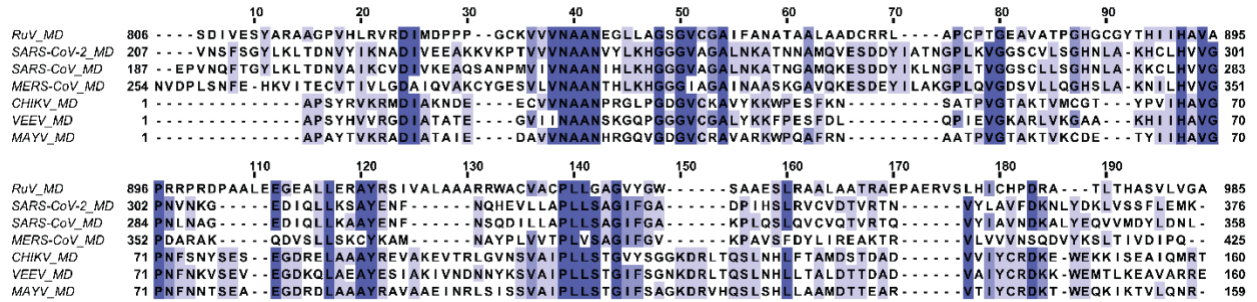 10 20 30 40 50 60 70 80 90
RuV_MD 806 ----SDIVESYARAAGPVHLRVRDIMDPPP---GCKVVVNAANEGLLAGSGVCGAIFANATAALAADCRRL---APCPTGEAVATPGHGCGYTHIIHAVA 895
SARS-CoV-2_MD 207 ----VNSFSGYLKLTDNVYIKNADIVEEAKKVKPTVVVNAANVYLKHGGGVAGALNKATNNAMQVESDDYIATNGPLKVGGSCVLSGHNLA-KHCLHVVG 301
SARS-CoV_MD 187 --EPVNQFTGYLKLTDNVAIKCVDIVKEAQSANPMVIVNAANIHLKHGGGVAGALNKATNGAMQKESDDYIKLNGPLTVGGSCLLSGHNLA-KKCLHVVG 283
MERS-CoV_MD 254 NVDPLSNFE-HKVITECVTIVLGDAIQVAKCYGESVLVNAANTHLKHGGGIAGAINAASKGAVQKESDEYILAKGPLQVGDSVLLSGHSLA-KNILHVVG 351
CHIKV_MD 1 --------------APSYRVKRMDIAKNDE-----ECVVNAANPRGLPGDGVCKAVYKKWPESFKN--------SATPVGTAKTVMCGT---YPVIHAVG 70
VEEV_MD 1 --------------APSYHVVRGDIATATE-----GVIINAANSKGQPGGGVCGALYKKFPESFDL--------QPIEVGKARLVKGAA---KHIIHAVG 70
MAYV_MD 1 --------------APAYTVKRADIATAIE-----DAVVNAANHRGQVGDGVCRAVARKWPQAFRN--------AATPVGTAKTVKCDE---TYIIHAVG 70
110 120 130 140 150 160 170 180 190
RuV_MD 896 PRRPRDPAALEEGEALLERAYRSIVALAAARRWACVACPLLGAGVYGW------SAAESLRAALAATRAEPAERVSLHICHPDRA---TLTHASVLVGA 985
SARS-CoV-2_MD 302 PNVNKG-----EDIQLLKSAYENF------NQHEVLLAPLLSAGIFGA------DPIHSLRVCVDTVRTN------VYLAVFDKNLYDKLVSSFLEMK- 376
SARS-CoV_MD 284 PNLNAG-----EDIQLLKAAYENF------NSQDILLAPLLSAGIFGA------KPLQSLQVCVQTVRTQ------VYIAVNDKALYEQVVMDYLDNL- 358
MERS-CoV_MD 352 PDARAK-----QDVSLLSKCYKAM------NAYPLVVTPLVSAGIFGV------KPAVSFDYLIREAKTR------VLVVVNSQDVYKSLTIVDIPQ-- 425
CHIKV_MD 71 PNFSNYSES--EGDRELAAAYREVAKEVTRLGVNSVAIPLLSTGVYSGGKDRLTQSLNHLFTAMDSTDAD------VVIYCRDKE-WEKKISEAIQMRT 160
VEEV_MD 71 PNFNKVSEV--EGDKQLAEAYESIAKIVNDNNYKSVAIPLLSTGIFSGNKDRLTQSLNHLLTALDTTDAD------VAIYCRDKK-WEMTLKEAVARRE 160
MAYV_MD 71 PNFNNTSEA--EGDRDLAAAYRAVAAEINRLSISSVAIPLLSTGIFSAGKDRVHQSLSHLLAAMDTTEAR------VTIYCRDKT-WEQKIKTVLQNR- 159